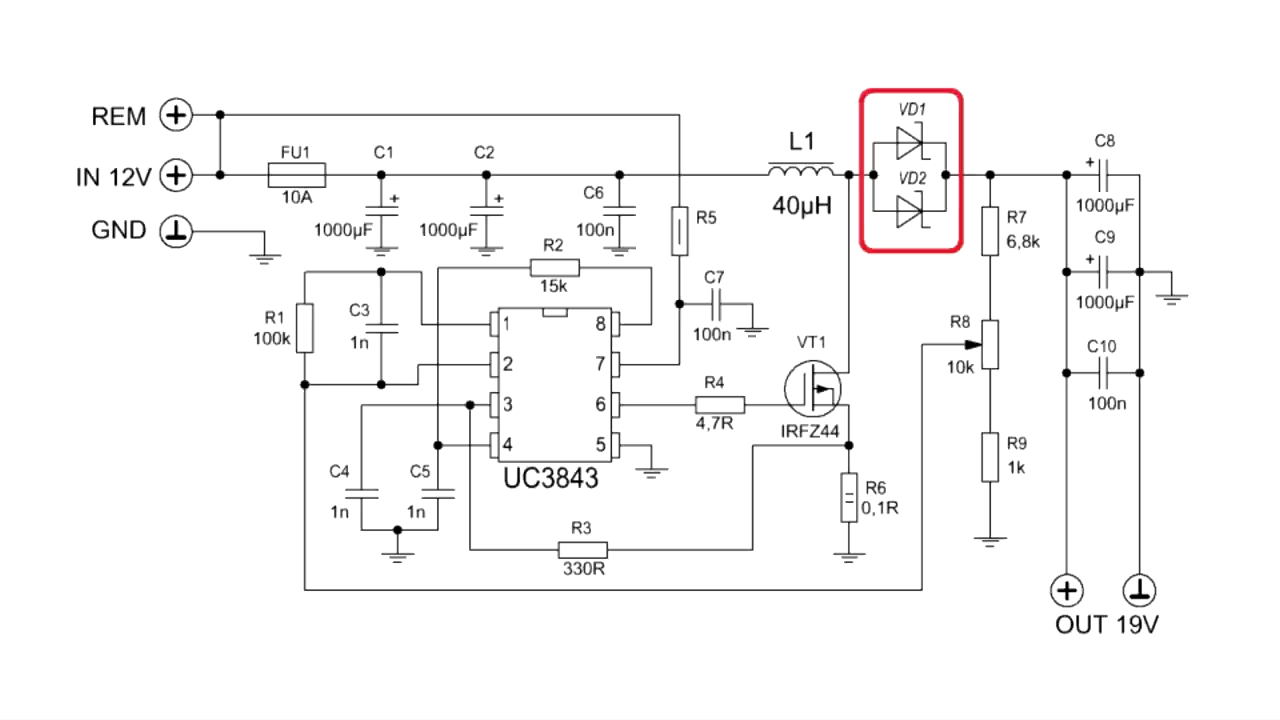 REM
IN 12V
GND
FU1
10A
C1
1000µF
C2
1000µF
C6
100n
L1
40µH
VD1
VD2
C8
+
1000µF
C9
+
1000µF
C10
100n
R7
6,8k
R8
10k
R9
1k
R5
C7
100n
R2
15k
R1
100k
C3
1n
1
2
3
4
8
7
6
5
UC3843
R4
4,7R
VT1
IRFZ44
C4
1n
C5
1n
R3
330R
R6
0,1R
OUT 19V